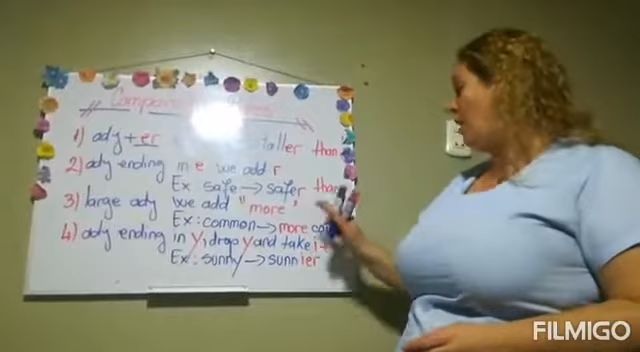 1) adj + er taller than
2) adj ending in e we add r
Ex safe → safer than
3) large adj we add "more"
Ex: common → more
4) adj ending in y, drop y and take
Ex: sunny → sunnier
FILMIGO